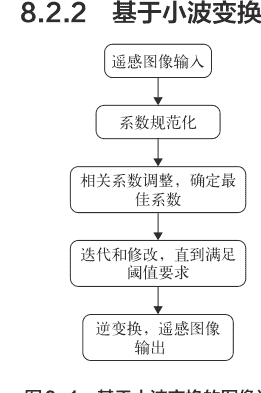 8.2.2 基于小波变换
遥感图像输入
系数规范化
相关系数调整，确定最
佳系数
迭代和修改，直到满足
阈值要求
逆变换，遥感图像
输出